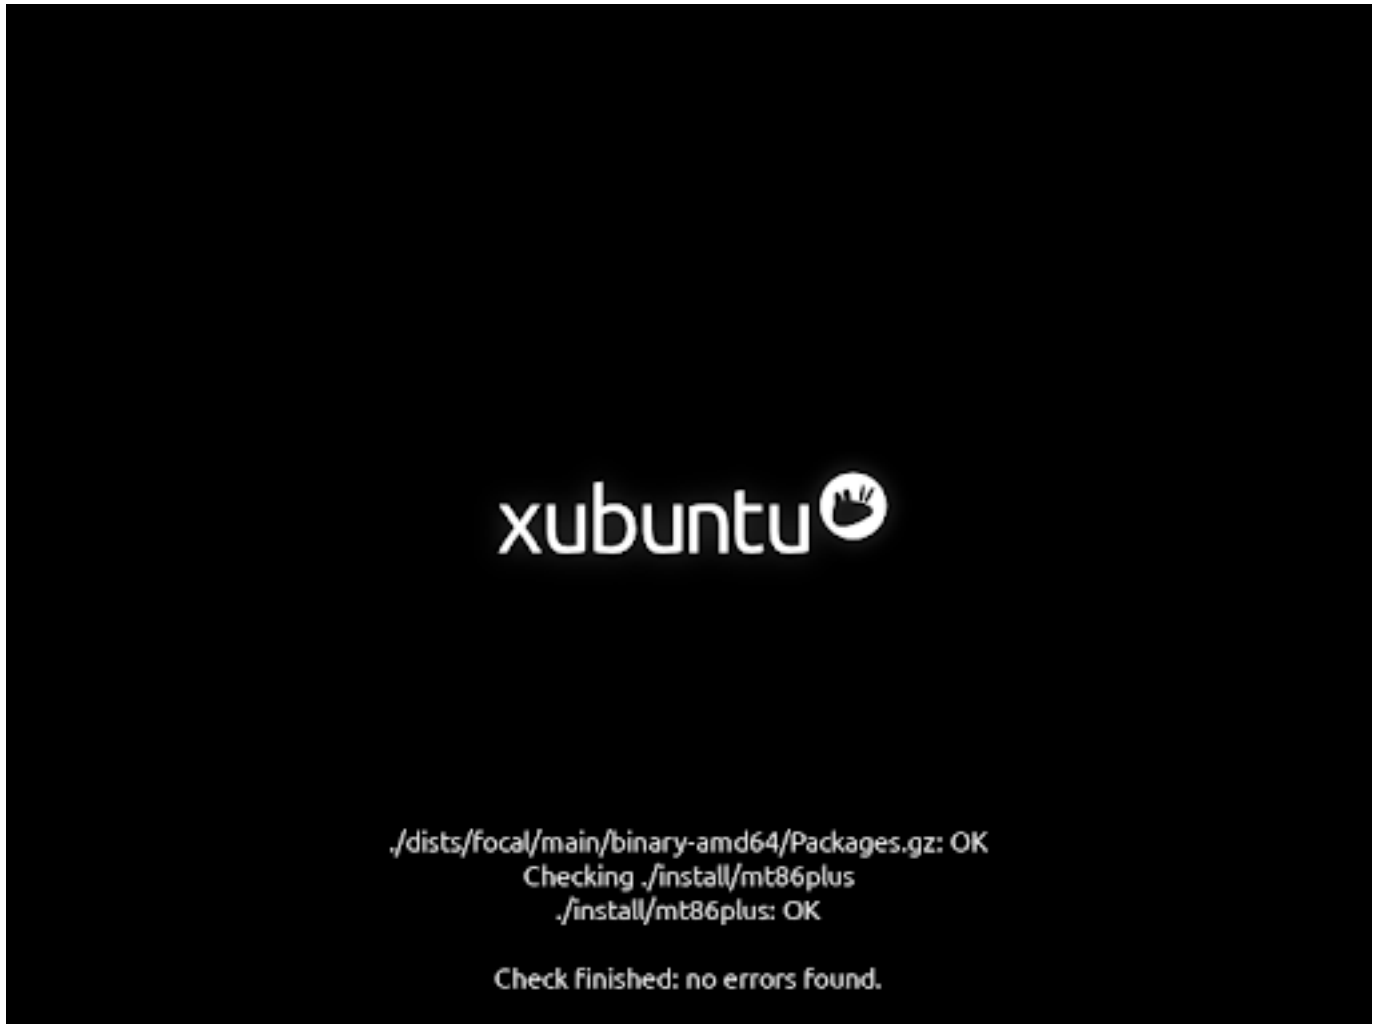 xubuntu
./dists/focal/main/binary-amd64/Packages.gz: OK
Checking ./install/mt86plus
./install/mt86plus: OK
Check finished: no errors found.